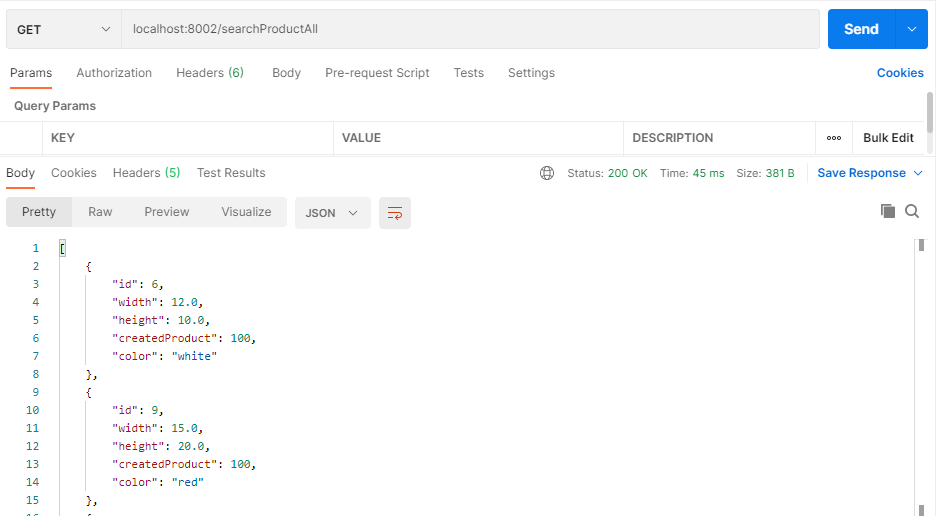 GET localhost:8002/searchProductAll Send
Params Authorization Headers (6) Body Pre-request Script Tests Settings Cookies
Query Params
KEY VALUE DESCRIPTION ooo Bulk Edit
Body Cookies Headers (5) Test Results Status: 200 OK Time: 45 ms Size: 381 B Save Response
Pretty Raw Preview Visualize JSON
1 [
2 {
3 "id": 6,
4 "width": 12.0,
5 "height": 10.0,
6 "createdProduct": 100,
7 "color": "white"
8 },
9 {
10 "id": 9,
11 "width": 15.0,
12 "height": 20.0,
13 "createdProduct": 100,
14 "color": "red"
15 },
16 {